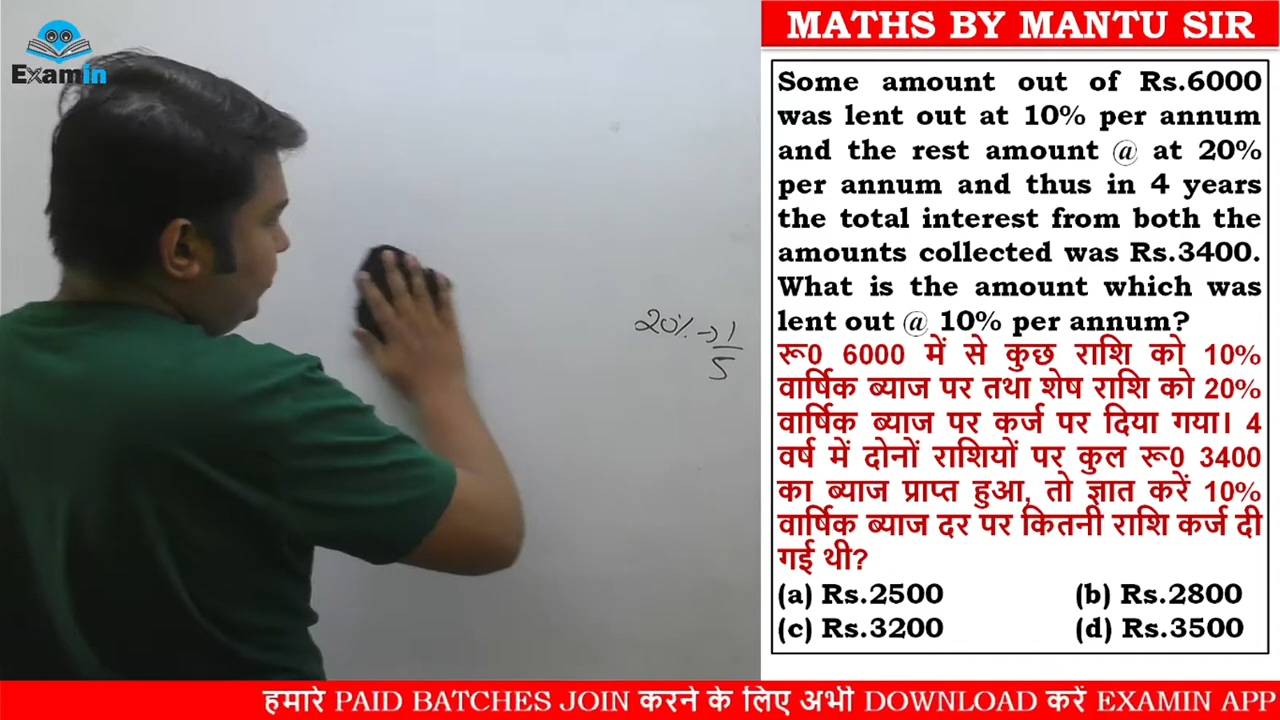 Examin
MATHS BY MANTU SIR
Some amount out of Rs.6000
was lent out at 10% per annum
and the rest amount @ at 20%
per annum and thus in 4 years
the total interest from both the
amounts collected was Rs.3400.
What is the amount which was
lent out @ 10% per annum?
रू0 6000 में से कुछ राशि को 10%
वार्षिक ब्याज पर तथा शेष राशि को 20%
वार्षिक ब्याज पर कर्ज पर दिया गया। 4
वर्ष में दोनों राशियों पर कुल रू0 3400
का ब्याज प्राप्त हुआ, तो ज्ञात करें 10%
वार्षिक ब्याज दर पर कितनी राशि कर्ज दी
गई थी?
(a) Rs.2500 (b) Rs.2800
(c) Rs.3200 (d) Rs.3500
20% → 1
5
हमारे PAID BATCHES JOIN करने के लिए अभी DOWNLOAD करें EXAMIN APP